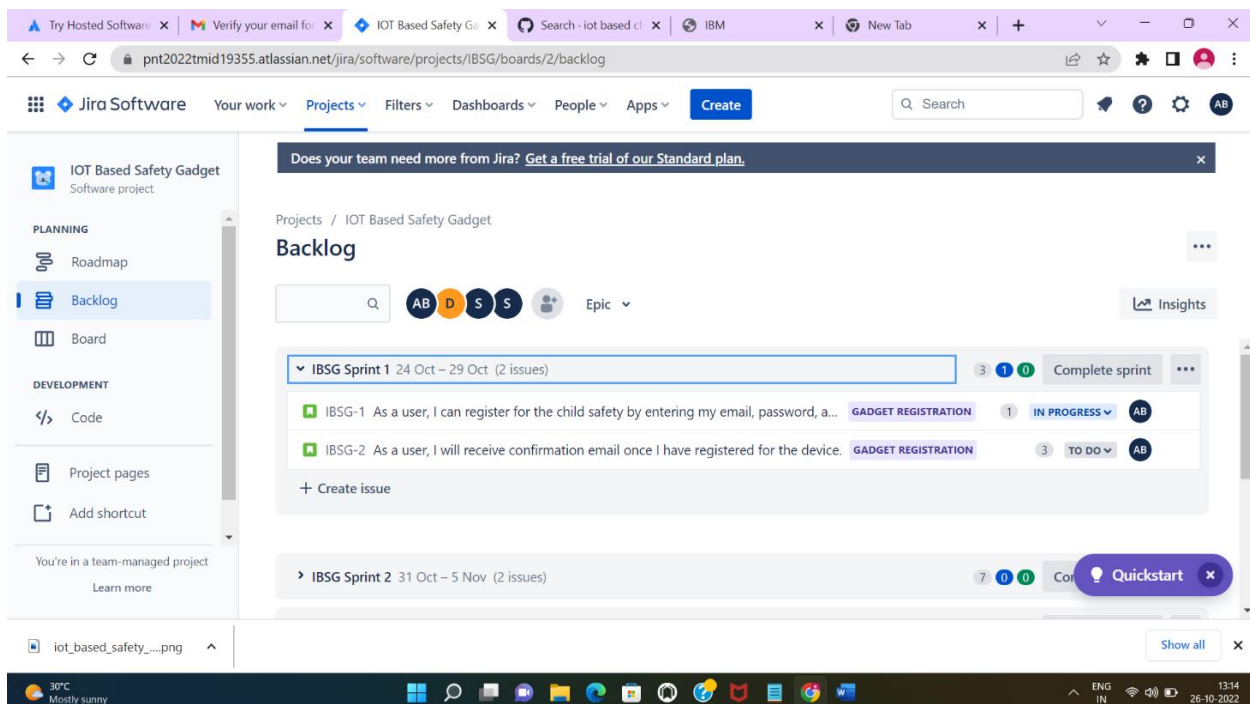 Try Hosted Software
Verify your email for
IOT Based Safety Ga
Search · iot based c
IBM
New Tab
pnt2022tmid19355.atlassian.net/jira/software/projects/IBSG/boards/2/backlog
Jira Software
Your work
Projects
Filters
Dashboards
People
Apps
Create
Search
AB
Does your team need more from Jira? Get a free trial of our Standard plan.
IOT Based Safety Gadget
Software project
PLANNING
Roadmap
Backlog
Board
DEVELOPMENT
Code
Project pages
Add shortcut
You're in a team-managed project
Learn more
Projects / IOT Based Safety Gadget
Backlog
AB D S S
Epic
Insights
IBSG Sprint 1 24 Oct – 29 Oct (2 issues) 3 1 0 Complete sprint
IBSG-1 As a user, I can register for the child safety by entering my email, password, a... GADGET REGISTRATION 1 IN PROGRESS AB
IBSG-2 As a user, I will receive confirmation email once I have registered for the device. GADGET REGISTRATION 3 TO DO AB
+ Create issue
IBSG Sprint 2 31 Oct – 5 Nov (2 issues) 7 0 0
Quickstart
iot_based_safety_....png
Show all
30°C
Mostly sunny
ENG
IN
13:14
26-10-2022